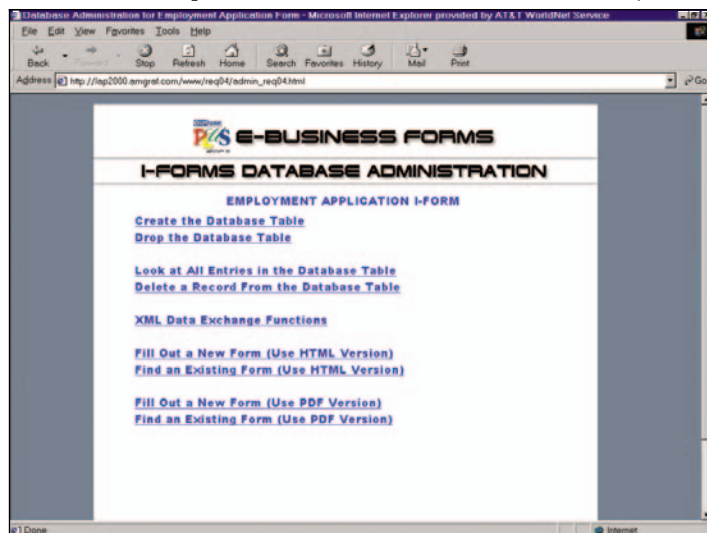 Database Administration for Employment Application Form - Microsoft Internet Explorer provided by AT&T WorldNet Service
File Edit View Favorites Tools Help
Back Forward Stop Refresh Home Search Favorites History Mail Print
Address http://lap2000.amgraf.com/www/req04/admin_req04.html Go
E-BUSINESS FORMS
I-FORMS DATABASE ADMINISTRATION
EMPLOYMENT APPLICATION I-FORM
Create the Database Table
Drop the Database Table
Look at All Entries in the Database Table
Delete a Record From the Database Table
XML Data Exchange Functions
Fill Out a New Form (Use HTML Version)
Find an Existing Form (Use HTML Version)
Fill Out a New Form (Use PDF Version)
Find an Existing Form (Use PDF Version)
Done Internet